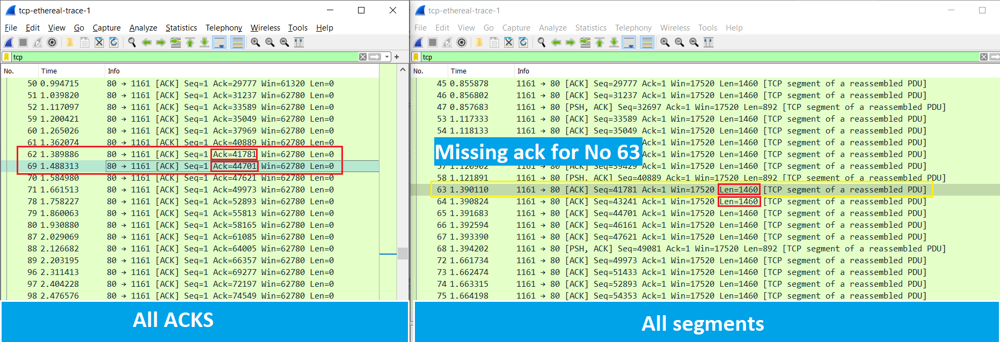 tcp-ethereal-trace-1
File Edit View Go Capture Analyze Statistics Telephony Wireless Tools Help
tcp
+
No. Time Info
50 0.994715 80 → 1161 [ACK] Seq=1 Ack=29777 Win=61320 Len=0
51 1.039820 80 → 1161 [ACK] Seq=1 Ack=31237 Win=62780 Len=0
52 1.117097 80 → 1161 [ACK] Seq=1 Ack=33589 Win=62780 Len=0
59 1.200421 80 → 1161 [ACK] Seq=1 Ack=35049 Win=62780 Len=0
60 1.265026 80 → 1161 [ACK] Seq=1 Ack=37969 Win=62780 Len=0
61 1.362074 80 → 1161 [ACK] Seq=1 Ack=40889 Win=62780 Len=0
62 1.389886 80 → 1161 [ACK] Seq=1 Ack=41781 Win=62780 Len=0
69 1.488313 80 → 1161 [ACK] Seq=1 Ack=44701 Win=62780 Len=0
70 1.584980 80 → 1161 [ACK] Seq=1 Ack=47621 Win=62780 Len=0
71 1.661513 80 → 1161 [ACK] Seq=1 Ack=49973 Win=62780 Len=0
78 1.758227 80 → 1161 [ACK] Seq=1 Ack=52893 Win=62780 Len=0
79 1.860063 80 → 1161 [ACK] Seq=1 Ack=55813 Win=62780 Len=0
80 1.930880 80 → 1161 [ACK] Seq=1 Ack=58165 Win=62780 Len=0
87 2.029069 80 → 1161 [ACK] Seq=1 Ack=61085 Win=62780 Len=0
88 2.126682 80 → 1161 [ACK] Seq=1 Ack=64005 Win=62780 Len=0
89 2.203195 80 → 1161 [ACK] Seq=1 Ack=66357 Win=62780 Len=0
96 2.311413 80 → 1161 [ACK] Seq=1 Ack=69277 Win=62780 Len=0
97 2.404228 80 → 1161 [ACK] Seq=1 Ack=72197 Win=62780 Len=0
98 2.476576 80 → 1161 [ACK] Seq=1 Ack=74549 Win=62780 Len=0
All ACKS
tcp-ethereal-trace-1
File Edit View Go Capture Analyze Statistics Telephony Wireless Tools Help
tcp
No. Time Info
45 0.855878 1161 → 80 [ACK] Seq=29777 Ack=1 Win=17520 Len=1460 [TCP segment of a reassembled PDU]
46 0.856802 1161 → 80 [ACK] Seq=31237 Ack=1 Win=17520 Len=1460 [TCP segment of a reassembled PDU]
47 0.857683 1161 → 80 [PSH, ACK] Seq=32697 Ack=1 Win=17520 Len=892 [TCP segment of a reassembled PDU]
53 1.117333 1161 → 80 [ACK] Seq=33589 Ack=1 Win=17520 Len=1460 [TCP segment of a reassembled PDU]
54 1.118133 1161 → 80 [ACK] Seq=35049 Ack=1 Win=17520 Len=1460 [TCP segment of a reassembled PDU]
Ack=1 Win=17520 Len=1460 [TCP segment of a reassembled PDU]
Missing ack for No 63
Ack=1 Win=17520 Len=1460 [TCP segment of a reassembled PDU]
57 1.120902 1161 → 80 [ACK] Seq=39429 Ack=1 Win=17520 Len=1460 [TCP segment of a reassembled PDU]
58 1.121891 1161 → 80 [PSH, ACK] Seq=40889 Ack=1 Win=17520 Len=892 [TCP segment of a reassembled PDU]
63 1.390110 1161 → 80 [ACK] Seq=41781 Ack=1 Win=17520 Len=1460 [TCP segment of a reassembled PDU]
64 1.390824 1161 → 80 [ACK] Seq=43241 Ack=1 Win=17520 Len=1460 [TCP segment of a reassembled PDU]
65 1.391683 1161 → 80 [ACK] Seq=44701 Ack=1 Win=17520 Len=1460 [TCP segment of a reassembled PDU]
66 1.392594 1161 → 80 [ACK] Seq=46161 Ack=1 Win=17520 Len=1460 [TCP segment of a reassembled PDU]
67 1.393390 1161 → 80 [ACK] Seq=47621 Ack=1 Win=17520 Len=1460 [TCP segment of a reassembled PDU]
68 1.394202 1161 → 80 [PSH, ACK] Seq=49081 Ack=1 Win=17520 Len=892 [TCP segment of a reassembled PDU]
72 1.661734 1161 → 80 [ACK] Seq=49973 Ack=1 Win=17520 Len=1460 [TCP segment of a reassembled PDU]
73 1.662474 1161 → 80 [ACK] Seq=51433 Ack=1 Win=17520 Len=1460 [TCP segment of a reassembled PDU]
74 1.663315 1161 → 80 [ACK] Seq=52893 Ack=1 Win=17520 Len=1460 [TCP segment of a reassembled PDU]
75 1.664198 1161 → 80 [ACK] Seq=54353 Ack=1 Win=17520 Len=1460 [TCP segment of a reassembled PDU]
All segments